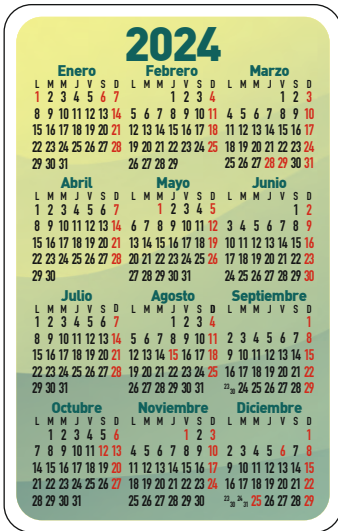 2024
Enero Febrero Marzo
L M M J V S D L M M J V S D L M M J V S D
1 2 3 4 5 6 7 1 2 3 4 1 2 3
8 9 10 11 12 13 14 5 6 7 8 9 10 11 4 5 6 7 8 9 10
15 16 17 18 19 20 21 12 13 14 15 16 17 18 11 12 13 14 15 16 17
22 23 24 25 26 27 28 19 20 21 22 23 24 25 18 19 20 21 22 23 24
29 30 31 26 27 28 29 25 26 27 28 29 30 31
Abril Mayo Junio
L M M J V S D L M M J V S D L M M J V S D
1 2 3 4 5 6 7 1 2 3 4 5 1 2
8 9 10 11 12 13 14 6 7 8 9 10 11 12 3 4 5 6 7 8 9
15 16 17 18 19 20 21 13 14 15 16 17 18 19 10 11 12 13 14 15 16
22 23 24 25 26 27 28 20 21 22 23 24 25 26 17 18 19 20 21 22 23
29 30 27 28 29 30 31 24 25 26 27 28 29 30
Julio Agosto Septiembre
L M M J V S D L M M J V S D L M M J V S D
1 2 3 4 5 6 7 1 2 3 4 1
8 9 10 11 12 13 14 5 6 7 8 9 10 11 2 3 4 5 6 7 8
15 16 17 18 19 20 21 12 13 14 15 16 17 18 9 10 11 12 13 14 15
22 23 24 25 26 27 28 19 20 21 22 23 24 25 16 17 18 19 20 21 22
29 30 31 26 27 28 29 30 31 23 30 24 25 26 27 28 29
Octubre Noviembre Diciembre
L M M J V S D L M M J V S D L M M J V S D
1 2 3 4 5 6 1 2 3 1
7 8 9 10 11 12 13 4 5 6 7 8 9 10 2 3 4 5 6 7 8
14 15 16 17 18 19 20 11 12 13 14 15 16 17 9 10 11 12 13 14 15
21 22 23 24 25 26 27 18 19 20 21 22 23 24 16 17 18 19 20 21 22
28 29 30 31 25 26 27 28 29 30 23 30 24 31 25 26 27 28 29